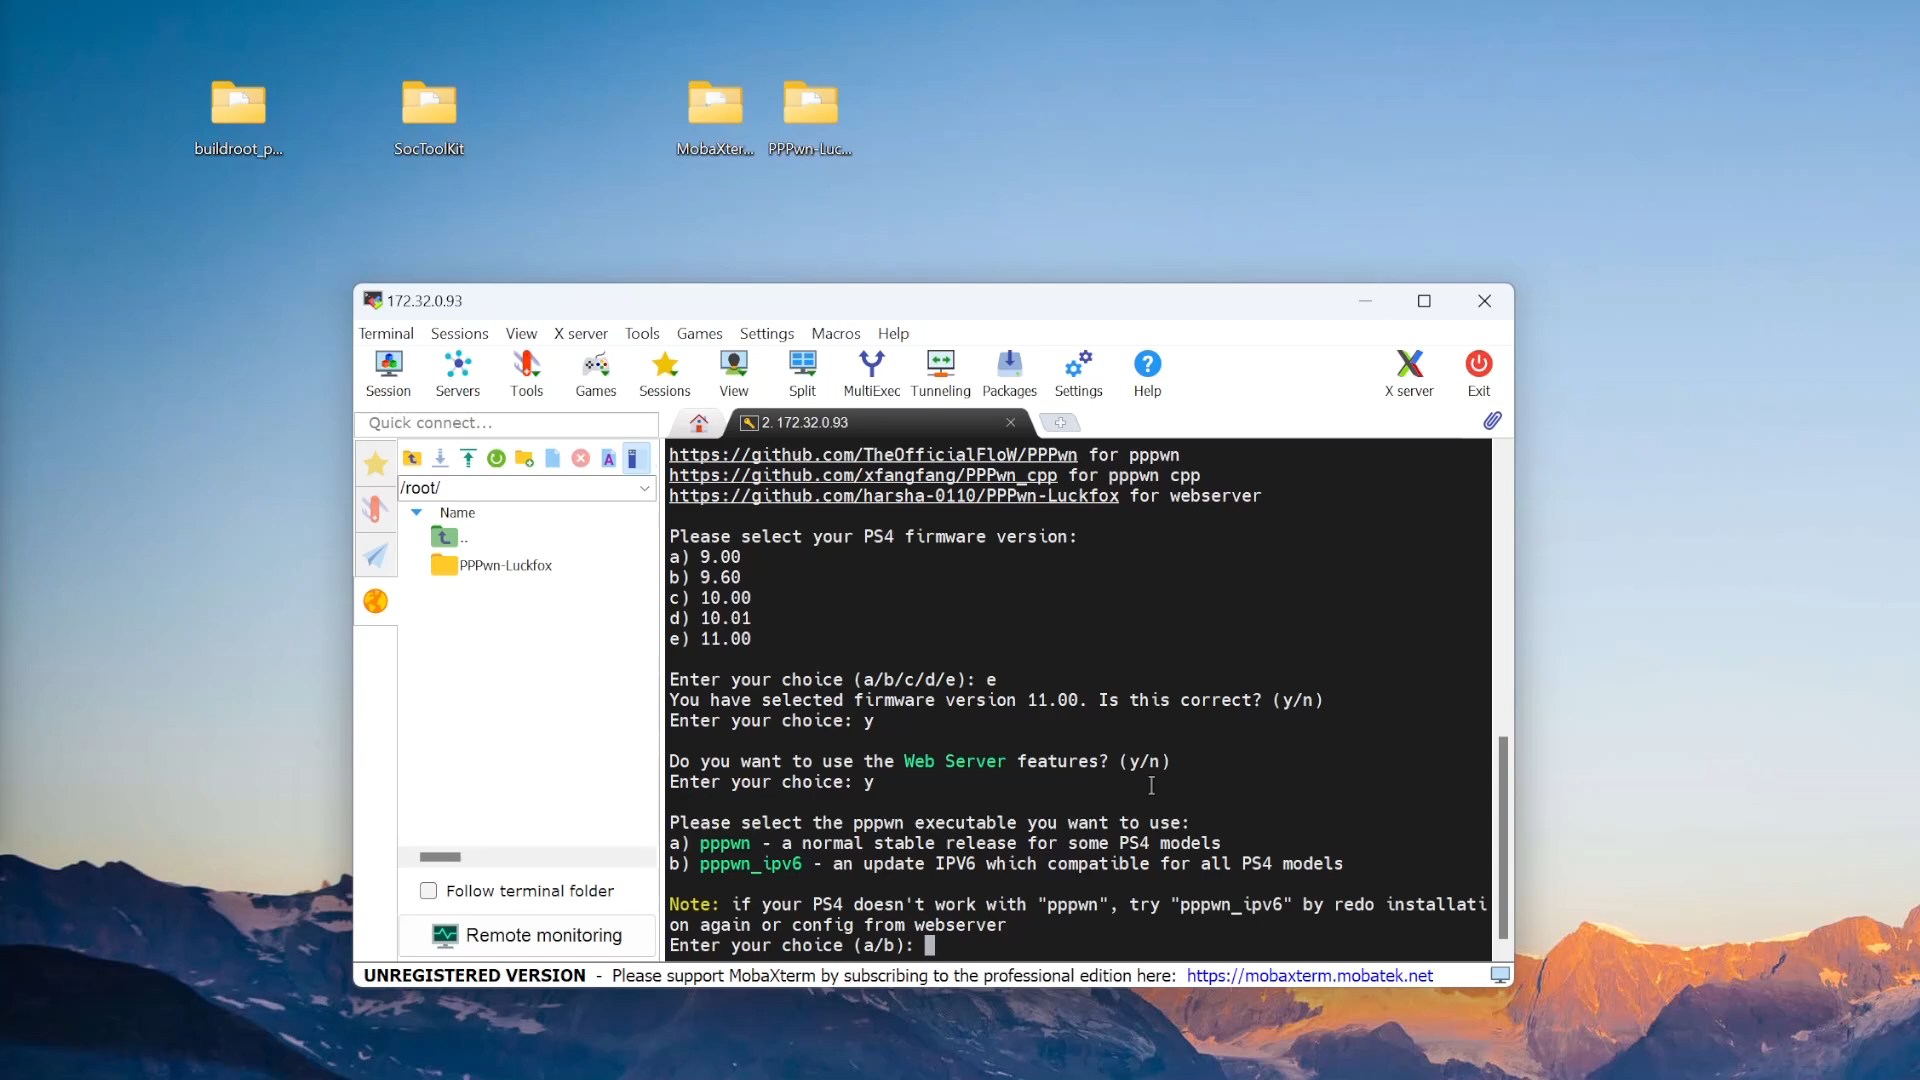 buildroot_p...
SocToolKit
MobaXter...
PPPwn-Luc...
172.32.0.93
Terminal Sessions View X server Tools Games Settings Macros Help
Session Servers Tools Games Sessions View Split MultiExec Tunneling Packages Settings Help X server Exit
Quick connect...
2. 172.32.0.93
/root/
Name
..
PPPwn-Luckfox
Follow terminal folder
Remote monitoring
https://github.com/TheOfficialFloW/PPPwn for pppwn
https://github.com/xfangfang/PPPwn_cpp for pppwn cpp
https://github.com/harsha-0110/PPPwn-Luckfox for webserver
Please select your PS4 firmware version:
a) 9.00
b) 9.60
c) 10.00
d) 10.01
e) 11.00
Enter your choice (a/b/c/d/e): e
You have selected firmware version 11.00. Is this correct? (y/n)
Enter your choice: y
Do you want to use the Web Server features? (y/n)
Enter your choice: y
Please select the pppwn executable you want to use:
a) pppwn - a normal stable release for some PS4 models
b) pppwn_ipv6 - an update IPV6 which compatible for all PS4 models
Note: if your PS4 doesn't work with "pppwn", try "pppwn_ipv6" by redo installati
on again or config from webserver
Enter your choice (a/b):
UNREGISTERED VERSION - Please support MobaXterm by subscribing to the professional edition here: https://mobaxterm.mobatek.net